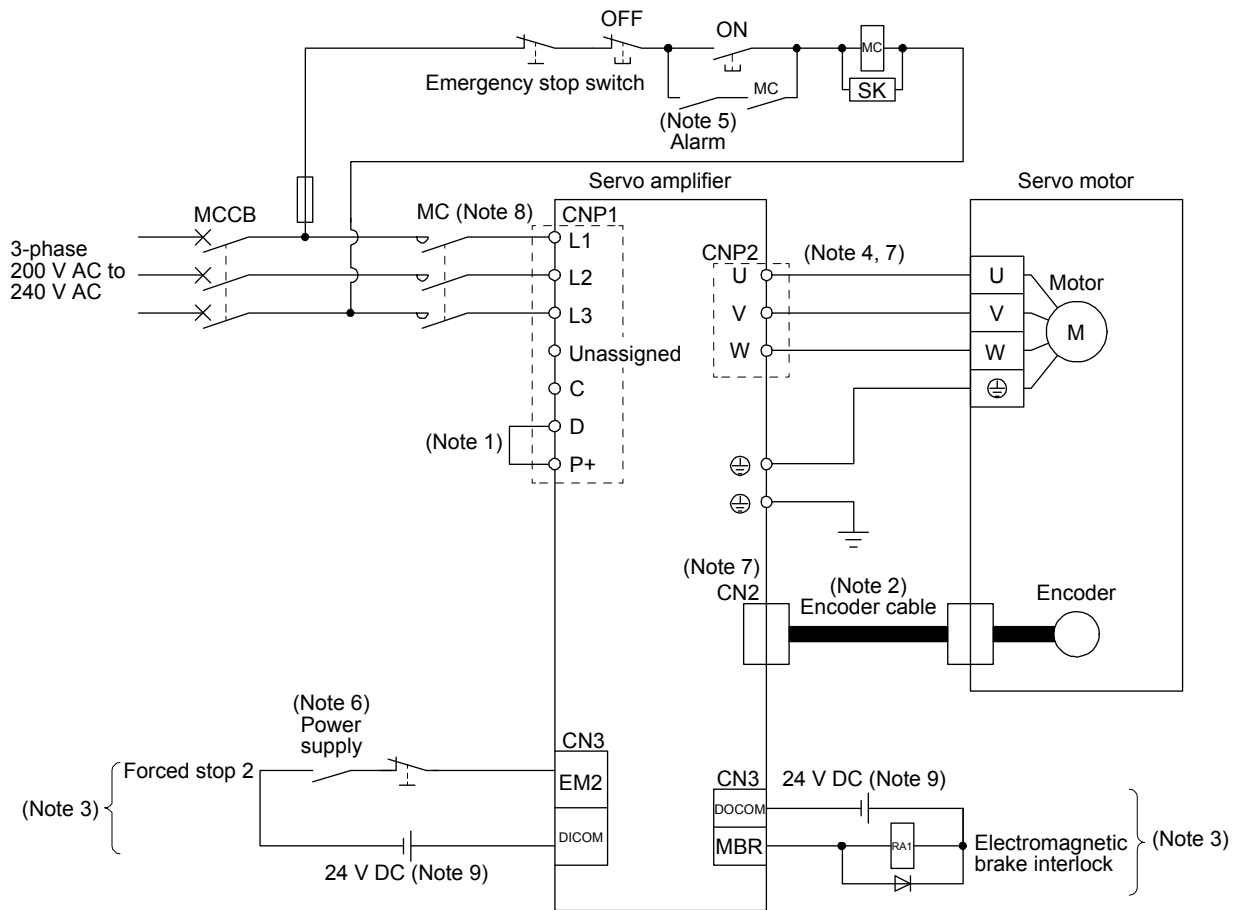 OFF
ON
MC
Emergency stop switch
SK
MC
(Note 5)
Alarm
Servo amplifier
Servo motor
MCCB
MC (Note 8)
CNP1
3-phase
200 V AC to
240 V AC
L1
L2
L3
Unassigned
C
D
P+
(Note 1)
CNP2
(Note 4, 7)
U
V
W
U
V
W
Motor
M
(Note 7)
CN2
(Note 2)
Encoder cable
Encoder
(Note 6)
Power
supply
(Note 3)
Forced stop 2
CN3
EM2
DICOM
24 V DC (Note 9)
CN3
24 V DC (Note 9)
DOCOM
MBR
RA1
Electromagnetic
brake interlock
(Note 3)